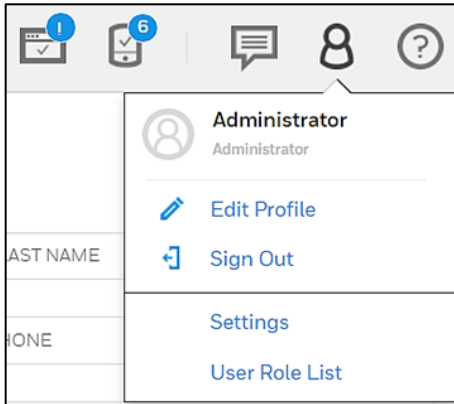 !
6
?
Administrator
Administrator
Edit Profile
Sign Out
AST NAME
Settings
HONE
User Role List